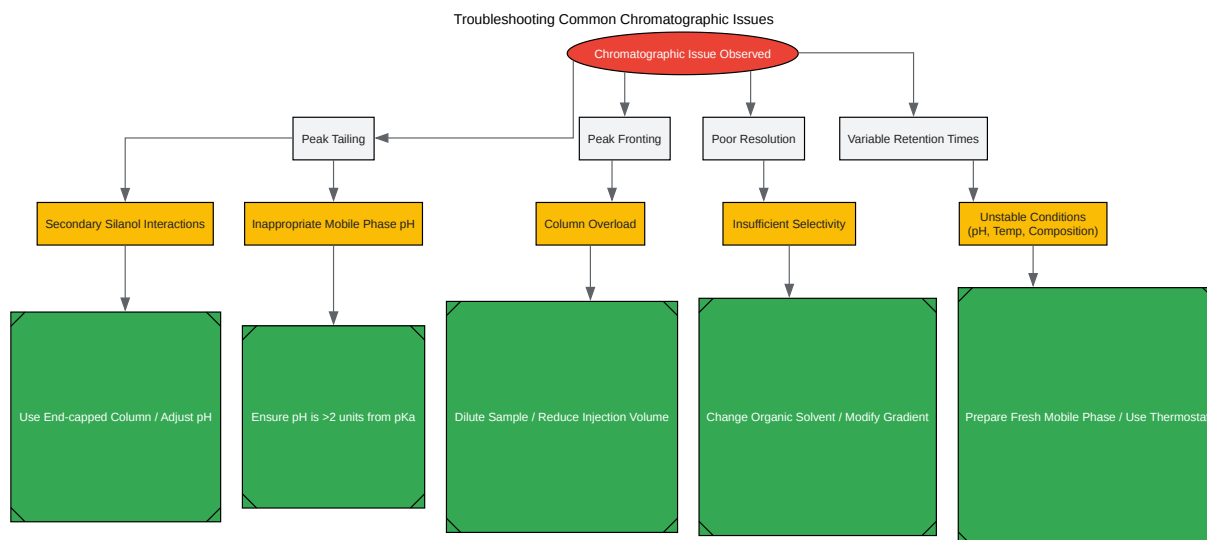 Troubleshooting Common Chromatographic Issues
Chromatographic Issue Observed
Peak Tailing
Peak Fronting
Poor Resolution
Variable Retention Times
Secondary Silanol Interactions
Inappropriate Mobile Phase pH
Column Overload
Insufficient Selectivity
Unstable Conditions
(pH, Temp, Composition)
Use End-capped Column / Adjust pH
Ensure pH is >2 units from pKa
Dilute Sample / Reduce Injection Volume
Change Organic Solvent / Modify Gradient
Prepare Fresh Mobile Phase / Use Thermostat